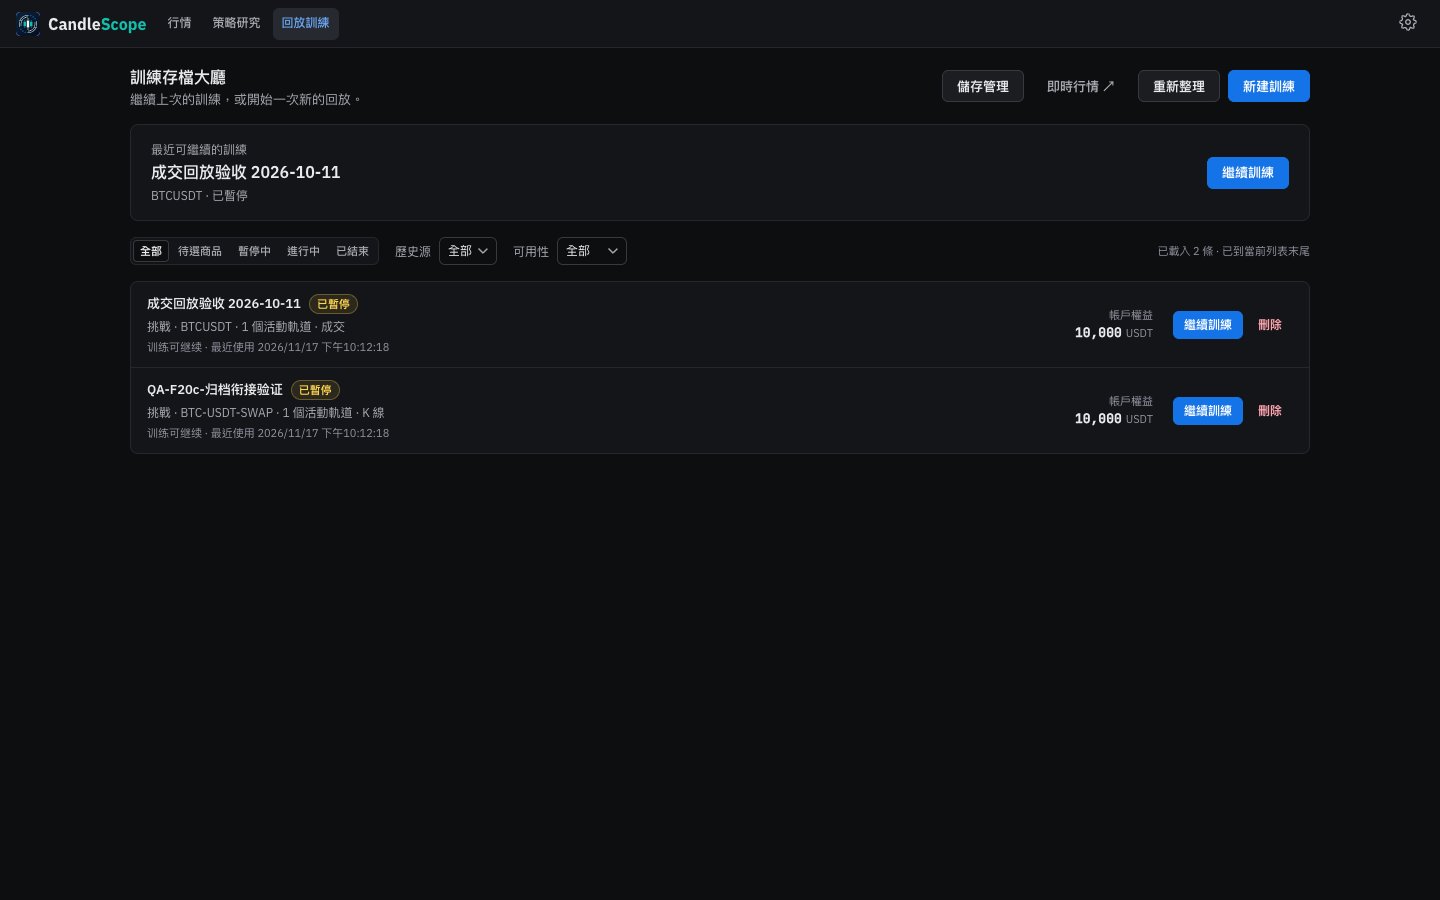 CandleScope 行情 策略研究 回放訓練
訓練存檔大廳
繼續上次的訓練，或開始一次新的回放。
儲存管理 即時行情 ↗ 重新整理 新建訓練
最近可繼續的訓練
成交回放验收 2026-10-11
BTCUSDT · 已暫停
繼續訓練
全部 待選商品 暫停中 進行中 已結束 歷史源 全部 可用性 全部 已載入 2 條 · 已到當前列表末尾
成交回放验收 2026-10-11 已暫停
挑戰 · BTCUSDT · 1 個活動軌道 · 成交
训练可继续 · 最近使用 2026/11/17 下午10:12:18
帳戶權益
10,000 USDT
繼續訓練 刪除
QA-F20c-归档衔接验证 已暫停
挑戰 · BTC-USDT-SWAP · 1 個活動軌道 · K 線
训练可继续 · 最近使用 2026/11/17 下午10:12:18
帳戶權益
10,000 USDT
繼續訓練 刪除